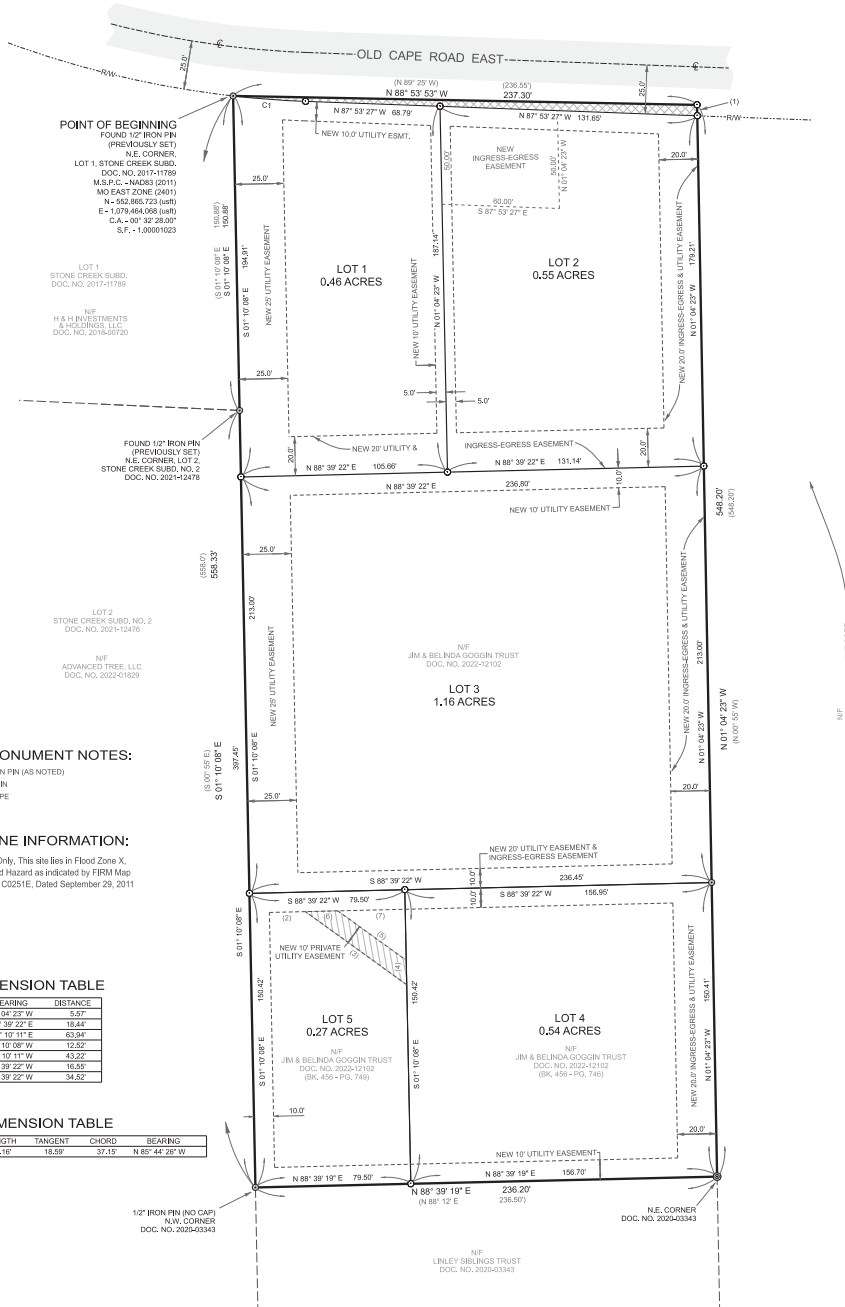 OLD CAPE ROAD EAST
25.0'
R/W
(N 89° 25' W) (236.55')
N 88° 53' 53" W 237.30'
25.0'
(1)
R/W
C1
N 87° 53' 27" W 68.79'
N 87° 53' 27" W 131.65'
POINT OF BEGINNING
FOUND 1/2" IRON PIN
(PREVIOUSLY SET)
N.E. CORNER,
LOT 1, STONE CREEK SUBD.
DOC. NO. 2017-11789
M.S.P.C. - NAD83 (2011)
MO EAST ZONE (2401)
N - 552,865.723 (usft)
E - 1,079,464.068 (usft)
C.A. - 00° 32' 28.00"
S.F. - 1.00001023
NEW 10.0' UTILITY ESMT.
NEW
INGRESS-EGRESS
EASEMENT
50.00'
50.00'
N 01° 04' 23" W
60.00'
S 87° 53' 27" E
20.0'
25.0'
(150.88')
150.88'
(S 01° 10' 08" E
S 01° 10' 08" E
194.91'
S 01° 10' 08" E
NEW 25' UTILITY EASEMENT
LOT 1
0.46 ACRES
NEW 10' UTILITY EASEMENT
187.14'
N 01° 04' 23" W
LOT 2
0.55 ACRES
NEW 20.0' INGRESS-EGRESS & UTILITY EASEMENT
179.21'
N 01° 04' 23" W
LOT 1
STONE CREEK SUBD.
DOC. NO. 2017-11789
N/F
H & H INVESTMENTS
& HOLDINGS, LLC
DOC. NO. 2018-00720
25.0'
5.0'
5.0'
FOUND 1/2" IRON PIN
(PREVIOUSLY SET)
N.E. CORNER, LOT 2,
STONE CREEK SUBD. NO. 2
DOC. NO. 2021-12478
20.0'
NEW 20' UTILITY &
INGRESS-EGRESS EASEMENT
20.0'
N 88° 39' 22" E 105.66'
N 88° 39' 22" E 131.14'
N 88° 39' 22" E 236.80'
10.0'
NEW 10' UTILITY EASEMENT
548.20'
(548.20')
25.0'
(558.0')
558.33'
213.00'
LOT 2
STONE CREEK SUBD. NO. 2
DOC. NO. 2021-12476
N/F
ADVANCED TREE, LLC
DOC. NO. 2022-01829
NEW 25' UTILITY EASEMENT
N/F
JIM & BELINDA GOGGIN TRUST
DOC. NO. 2022-12102
LOT 3
1.16 ACRES
NEW 20.0' INGRESS-EGRESS & UTILITY EASEMENT
213.00'
N 01° 04' 23" W
N 01° 04' 23" W
(N 00° 55' W)
N/F
(S 00° 55' E)
S 01° 10' 08" E
397.45'
S 01° 10' 08" E
25.0'
20.0'
ONUMENT NOTES:
N PIN (AS NOTED)
IN
PE
NE INFORMATION:
Only, This site lies in Flood Zone X,
d Hazard as indicated by FIRM Map
C0251E, Dated September 29, 2011
NEW 20' UTILITY EASEMENT &
INGRESS-EGRESS EASEMENT
10.0'
10.0'
S 88° 39' 22" W 236.45'
S 88° 39' 22" W 79.50'
S 88° 39' 22" W 156.95'
(2)
(6)
(7)
(5)
(3)
(4)
NEW 10' PRIVATE
UTILITY EASEMENT
S 01° 10' 08" E
150.42'
S 01° 10' 08" E
LOT 5
0.27 ACRES
N/F
JIM & BELINDA GOGGIN TRUST
DOC. NO. 2022-12102
(BK. 456 - PG. 749)
150.42'
S 01° 10' 08" E
LOT 4
0.54 ACRES
N/F
JIM & BELINDA GOGGIN TRUST
DOC. NO. 2022-12102
(BK. 456 - PG. 746)
NEW 20.0' INGRESS-EGRESS & UTILITY EASEMENT
150.41'
N 01° 04' 23" W
ENSION TABLE
EARING DISTANCE
04' 23" W 5.57'
39' 22" E 18.44'
10' 11" E 63.94'
10' 08" W 12.52'
10' 11" W 43.22'
39' 22" W 16.55'
39' 22" W 34.52'
MENSION TABLE
GTH TANGENT CHORD BEARING
.16' 18.59' 37.15' N 85° 44' 26" W
10.0'
20.0'
NEW 10' UTILITY EASEMENT
N 88° 39' 19" E 79.50'
N 88° 39' 19" E 156.70'
N 88° 39' 19" E 236.20'
(N 88° 12' E 236.50')
1/2" IRON PIN (NO CAP)
N.W. CORNER
DOC. NO. 2020-03343
N.E. CORNER
DOC. NO. 2020-03343
N/F
LINLEY SIBLINGS TRUST
DOC. NO. 2020-03343